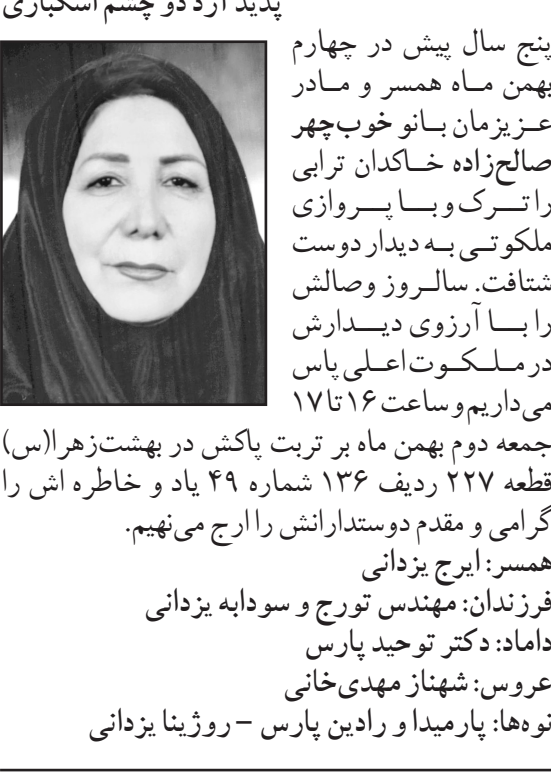 پدید آرد دو چشم اشکباری
پنج سال پیش در چهارم
بهمن ماه همسر و مادر
عزیزمان بانو خوب‌چهر
صالح‌زاده خاکدان ترابی
را ترک و با پروازی
ملکوتی به دیدار دوست
شتافت. سالروز وصالش
را با آرزوی دیدارش
در ملکوت اعلی پاس
می‌داریم و ساعت ۱۶ تا ۱۷
جمعه دوم بهمن ماه بر تربت پاکش در بهشت‌زهرا(س)
قطعه ۲۲۷ ردیف ۱۳۶ شماره ۴۹ یاد و خاطره اش را
گرامی و مقدم دوستدارانش را ارج می‌نهیم.
همسر: ایرج یزدانی
فرزندان: مهندس تورج و سودابه یزدانی
داماد: دکتر توحید پارس
عروس: شهناز مهدی‌خانی
نوه‌ها: پارمیدا و رادین پارس – روژینا یزدانی